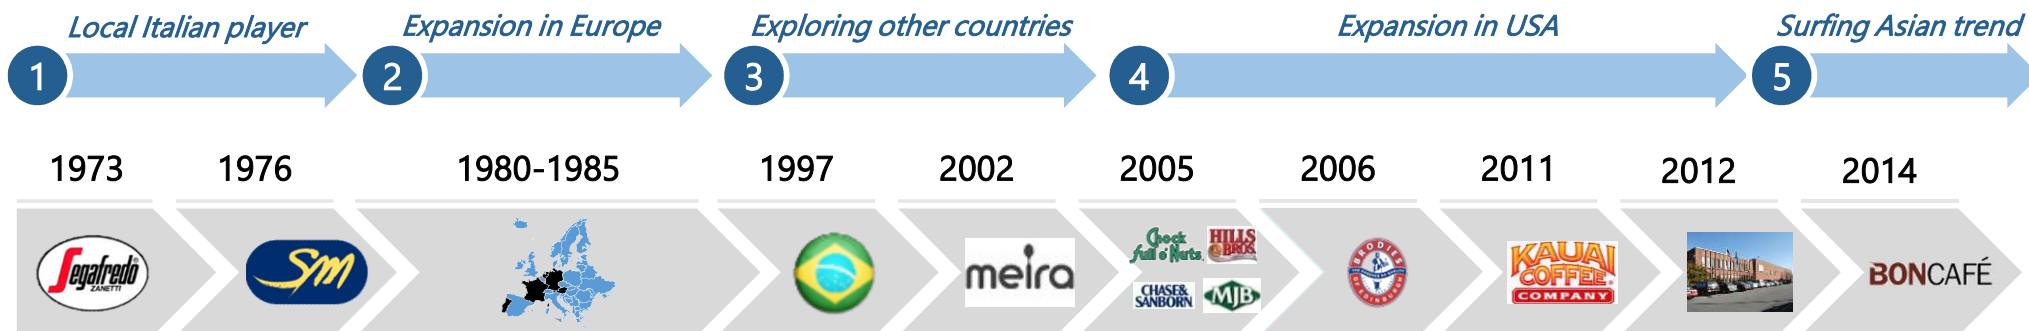 Local Italian player
Expansion in Europe
Exploring other countries
Expansion in USA
Surfing Asian trend
1
2
3
4
5
1973
1976
1980-1985
1997
2002
2005
2006
2011
2012
2014
Segafredo
ZANETTI
SM
meira
Chock
full o' Nuts
HILLS
BROS.
CHASE&
SANBORN
MJB
BRODIES
OF EDINBURGH
KAUAI
COFFEE
COMPANY
BONCAFÉ